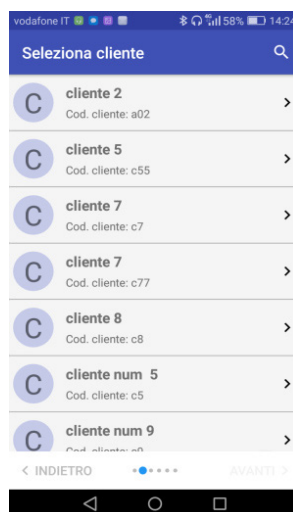 vodafone IT 58% 14:24
Seleziona cliente
C
cliente 2
Cod. cliente: a02
C
cliente 5
Cod. cliente: c55
C
cliente 7
Cod. cliente: c7
C
cliente 7
Cod. cliente: c77
C
cliente 8
Cod. cliente: c8
C
cliente num  5
Cod. cliente: c5
C
cliente num 9
INDIETRO AVANTI